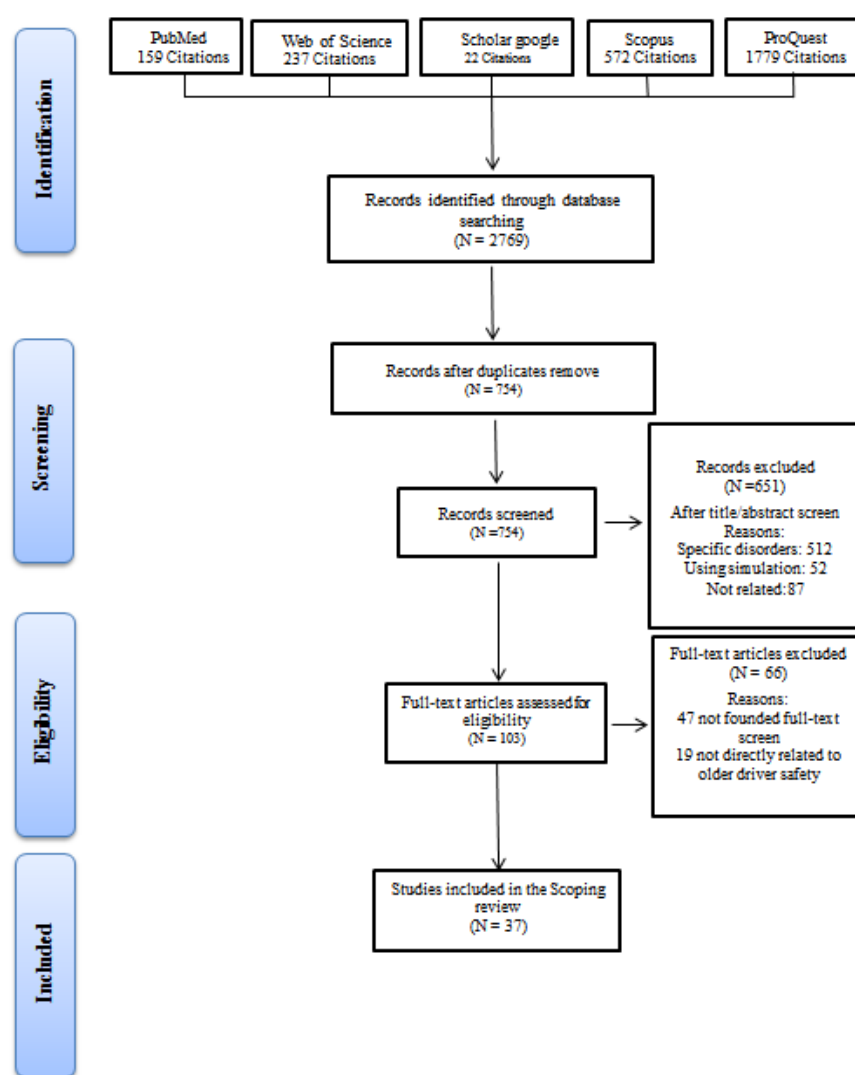 PubMed
159 Citations
Web of Science
237 Citations
Scholar google
22 Citations
Scopus
572 Citations
ProQuest
1779 Citations
Identification
Records identified through database
searching
(N = 2769)
Screening
Records after duplicates remove
(N = 754)
Records screened
(N =754)
Records excluded
(N =651)
After title/abstract screen
Reasons:
Specific disorders: 512
Using simulation: 52
Not related: 87
Eligibility
Full-text articles assessed for
eligibility
(N = 103)
Full-text articles excluded
(N = 66)
Reasons:
47 not founded full-text
screen
19 not directly related to
older driver safety
Included
Studies included in the Scoping
review
(N = 37)